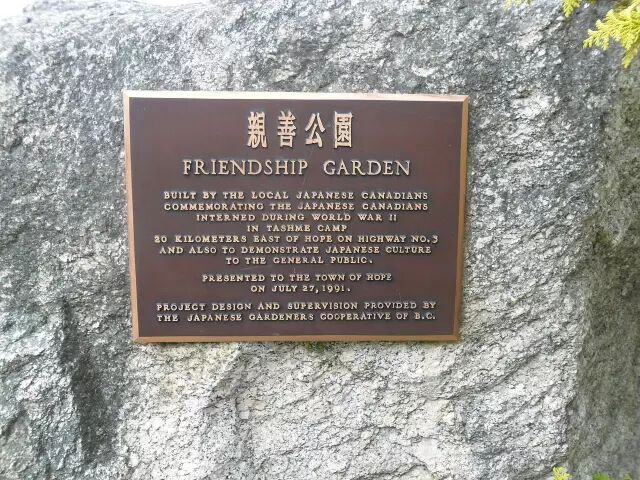 親善公園
FRIENDSHIP GARDEN
BUILT BY THE LOCAL JAPANESE CANADIANS
COMMEMORATING THE JAPANESE CANADIANS
INTERNED DURING WORLD WAR II
IN TASHME CAMP
20 KILOMETERS EAST OF HOPE ON HIGHWAY NO.3
AND ALSO TO DEMONSTRATE JAPANESE CULTURE
TO THE GENERAL PUBLIC.
PRESENTED TO THE TOWN OF HOPE
ON JULY 27, 1991.
PROJECT DESIGN AND SUPERVISION PROVIDED BY
THE JAPANESE GARDENERS COOPERATIVE OF B.C.